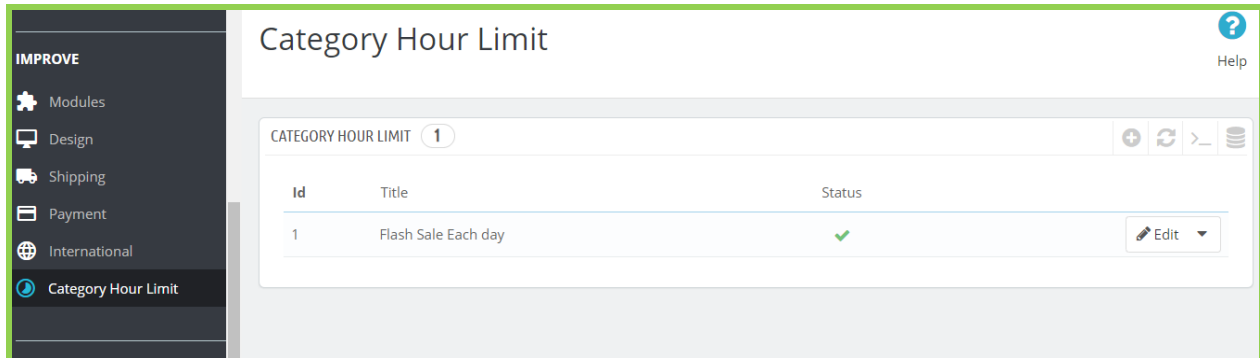 IMPROVE
Modules
Design
Shipping
Payment
International
Category Hour Limit
Category Hour Limit
Help
CATEGORY HOUR LIMIT 1
Id Title Status
1 Flash Sale Each day Edit